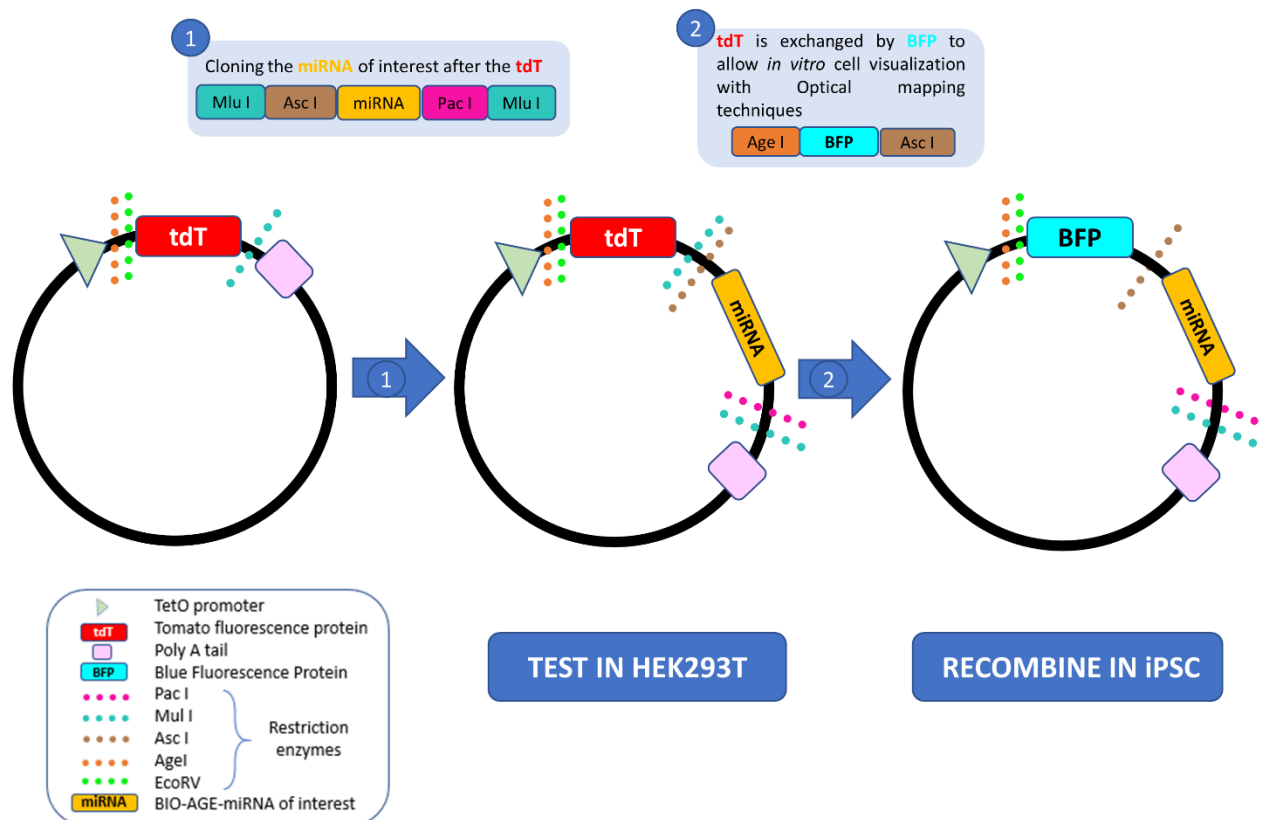 1
Cloning the miRNA of interest after the tdT
Mlu I Asc I miRNA Pac I Mlu I
2
tdT is exchanged by BFP to
allow in vitro cell visualization
with Optical mapping
techniques
Age I BFP Asc I
tdT
tdT
miRNA
BFP
miRNA
1
2
TetO promoter
tdT Tomato fluorescence protein
Poly A tail
BFP Blue Fluorescence Protein
Pac I
Mul I
Asc I
AgeI
EcoRV
Restriction
enzymes
miRNA BIO-AGE-miRNA of interest
TEST IN HEK293T
RECOMBINE IN iPSC